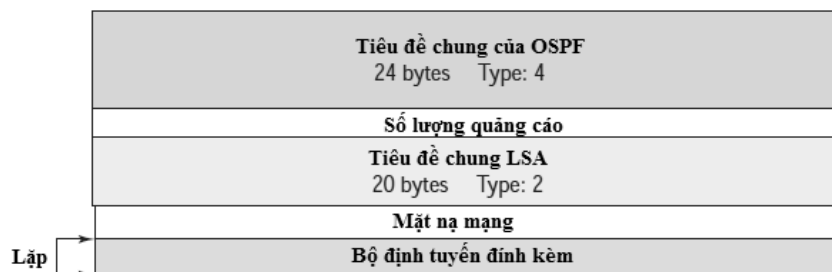 Tiêu đề chung của OSPF
24 bytes Type: 4
Số lượng quảng cáo
Tiêu đề chung LSA
20 bytes Type: 2
Mặt nạ mạng
Lặp
Bộ định tuyến đính kèm